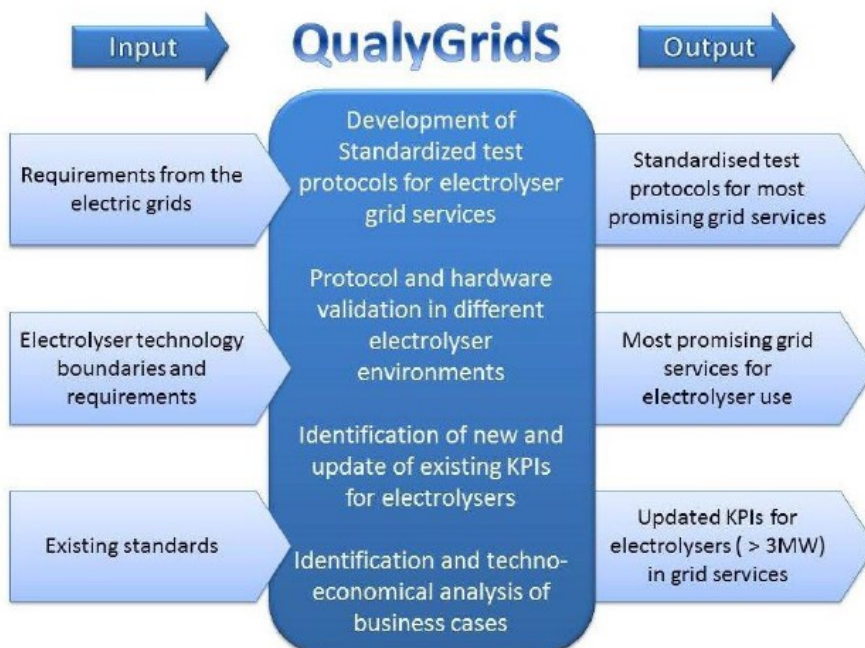 Input
QualyGridS
Output
Requirements from the
electric grids
Electrolyser technology
boundaries and
requirements
Existing standards
Development of
Standardized test
protocols for electrolyser
grid services
Protocol and hardware
validation in different
electrolyser
environments
Identification of new and
update of existing KPIs
for electrolysers
Identification and techno-
economical analysis of
business cases
Standardised test
protocols for most
promising grid services
Most promising grid
services for
electrolyser use
Updated KPIs for
electrolysers ( > 3MW)
in grid services